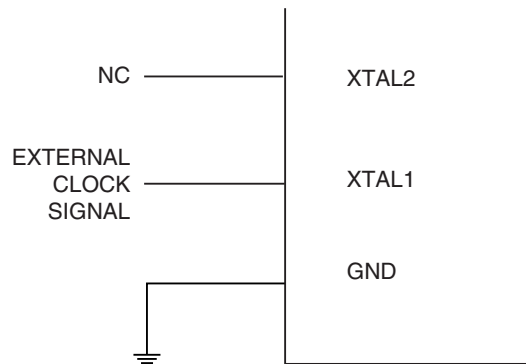 NC
XTAL2
EXTERNAL
CLOCK
SIGNAL
XTAL1
GND